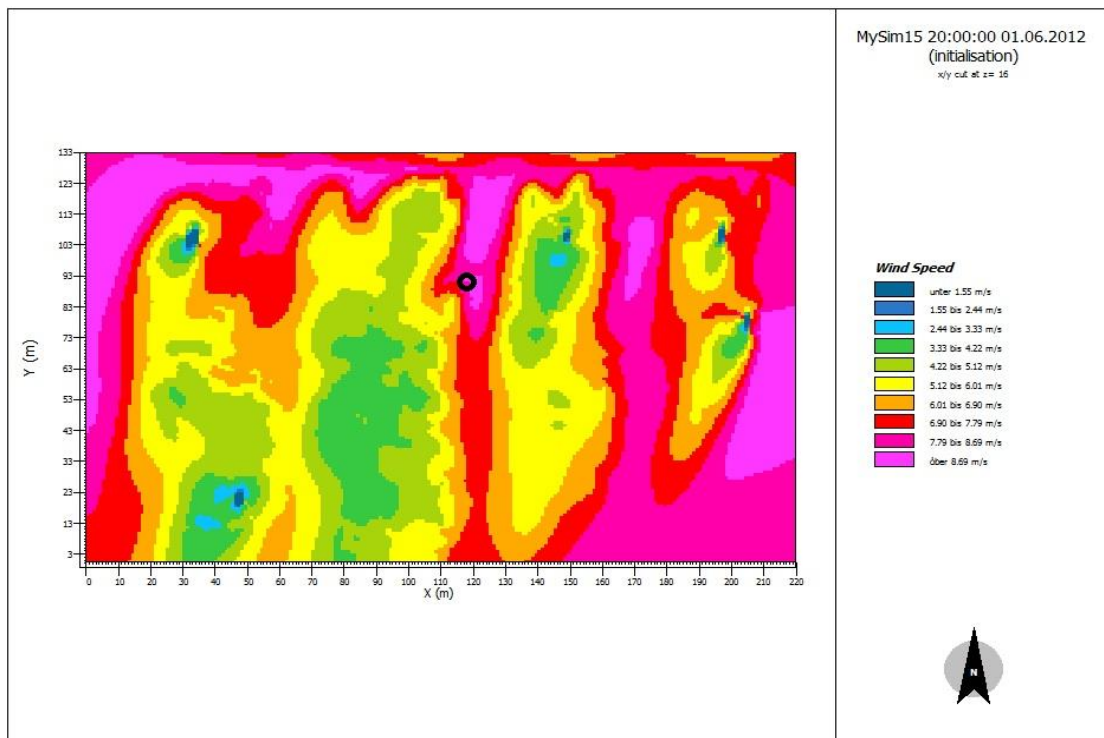 MySim15 20:00:00 01.06.2012
(initialisation)
x/y cut at z= 16
133
123
113
103
93
83
73
63
53
43
33
23
13
3
Y (m)
0 10 20 30 40 50 60 70 80 90 100 110 120 130 140 150 160 170 180 190 200 210 220
X (m)
Wind Speed
unter 1.55 m/s
1.55 bis 2.44 m/s
2.44 bis 3.33 m/s
3.33 bis 4.22 m/s
4.22 bis 5.12 m/s
5.12 bis 6.01 m/s
6.01 bis 6.90 m/s
6.90 bis 7.79 m/s
7.79 bis 8.69 m/s
őber 8.69 m/s
N